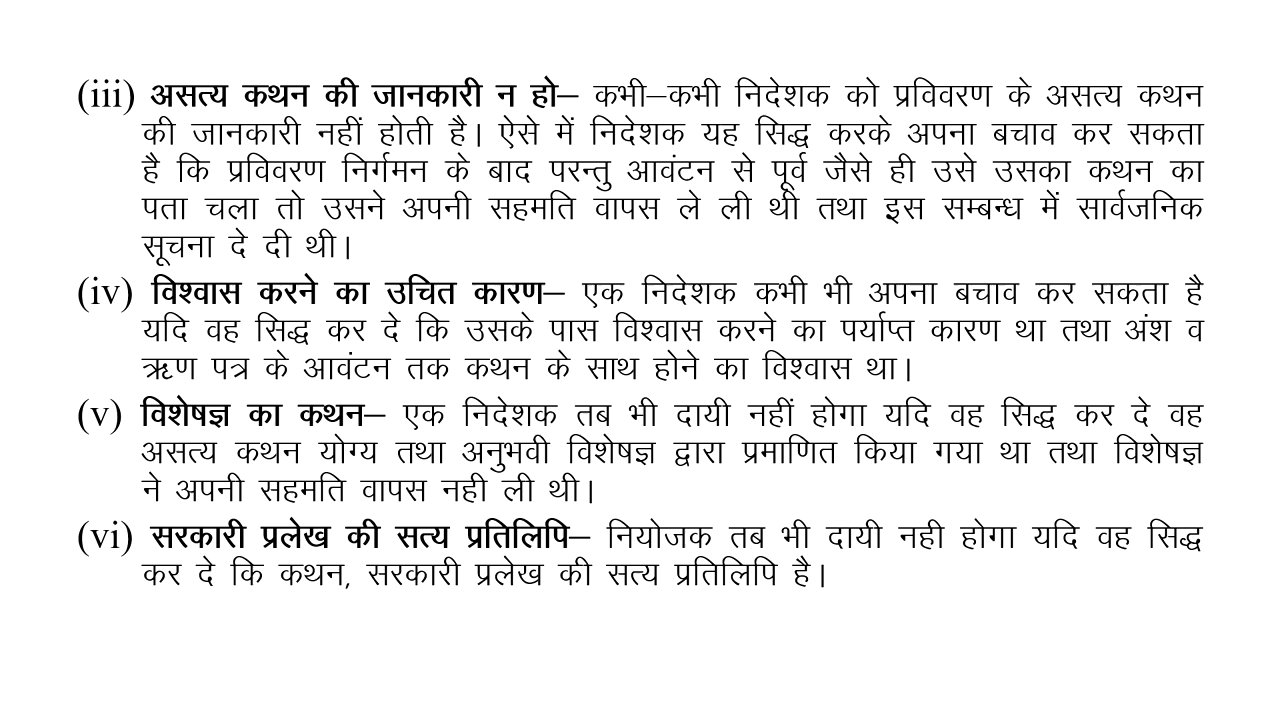 (iii) असत्य कथन की जानकारी न हो– कभी–कभी निदेशक को प्रविवरण के असत्य कथन
की जानकारी नहीं होती है। ऐसे में निदेशक यह सिद्ध करके अपना बचाव कर सकता
है कि प्रविवरण निर्गमन के बाद परन्तु आवंटन से पूर्व जैसे ही उसे उसका कथन का
पता चला तो उसने अपनी सहमति वापस ले ली थी तथा इस सम्बन्ध में सार्वजनिक
सूचना दे दी थी।
(iv) विश्वास करने का उचित कारण– एक निदेशक कभी भी अपना बचाव कर सकता है
यदि वह सिद्ध कर दे कि उसके पास विश्वास करने का पर्याप्त कारण था तथा अंश व
ऋण पत्र के आवंटन तक कथन के साथ होने का विश्वास था।
(v) विशेषज्ञ का कथन– एक निदेशक तब भी दायी नहीं होगा यदि वह सिद्ध कर दे वह
असत्य कथन योग्य तथा अनुभवी विशेषज्ञ द्वारा प्रमाणित किया गया था तथा विशेषज्ञ
ने अपनी सहमति वापस नही ली थी।
(vi) सरकारी प्रलेख की सत्य प्रतिलिपि– नियोजक तब भी दायी नही होगा यदि वह सिद्ध
कर दे कि कथन, सरकारी प्रलेख की सत्य प्रतिलिपि है।